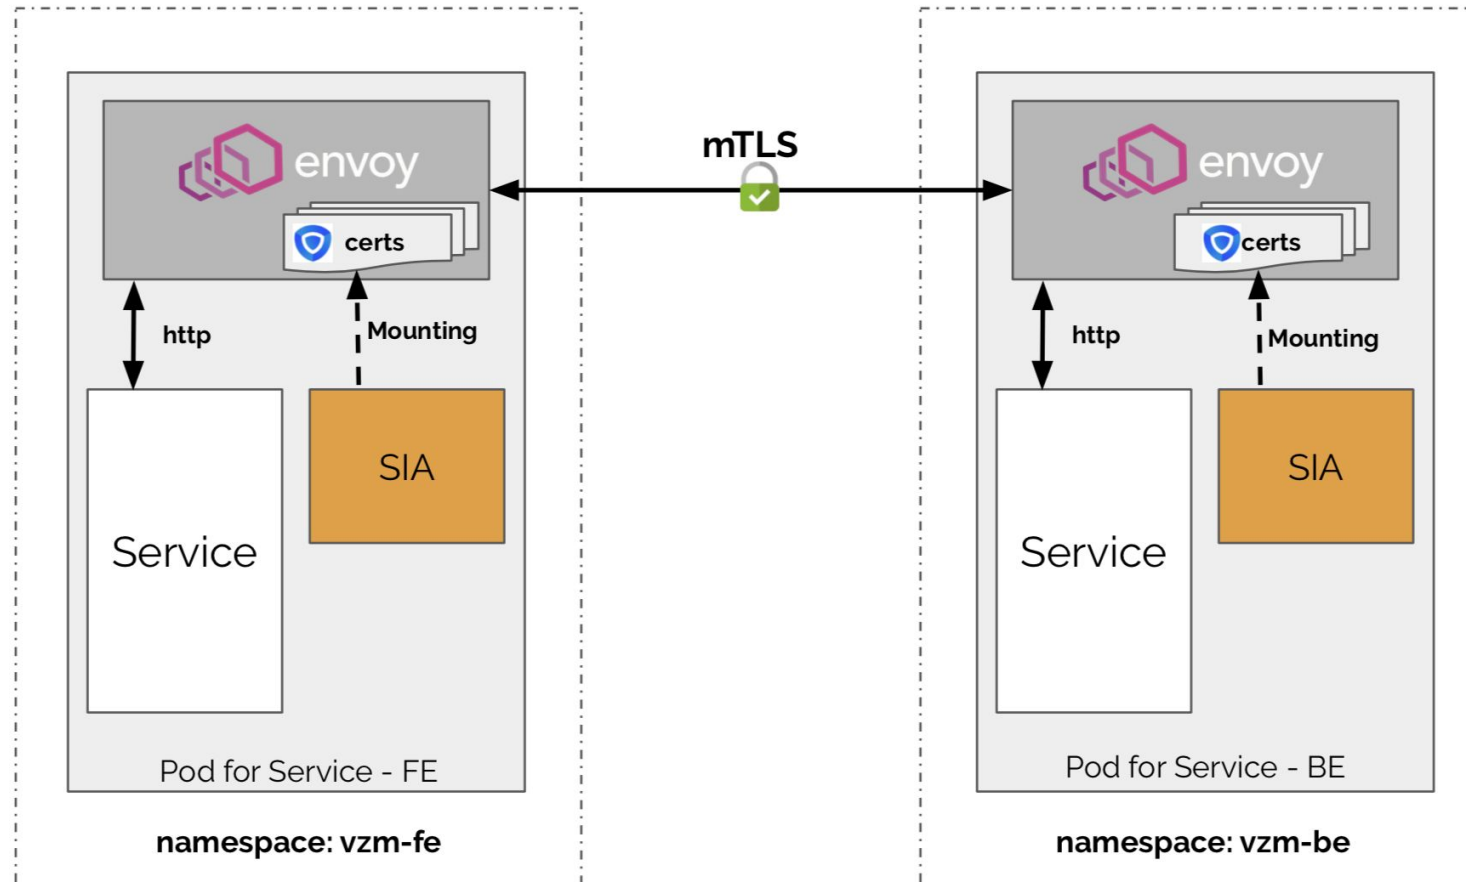 mTLS
envoy
certs
http
Mounting
Service
SIA
Pod for Service - FE
namespace: vzm-fe
envoy
certs
http
Mounting
Service
SIA
Pod for Service - BE
namespace: vzm-be